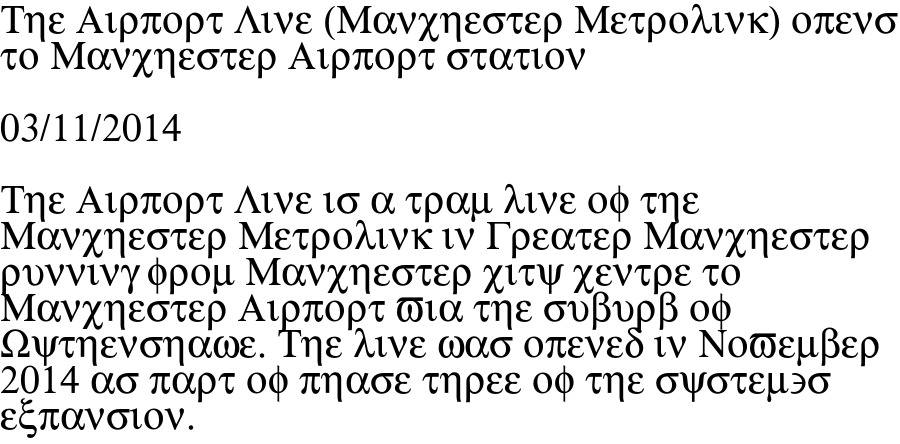 Τηε Αιρπορτ Λινε (Μανχηεστερ Μετρολινκ) οπενσ
το Μανχηεστερ Αιρπορτ στατιον
03/11/2014
Τηε Αιρπορτ Λινε ισ α τραμ λινε οφ τηε
Μανχηεστερ Μετρολινκ ιν Γρεατερ Μανχηεστερ
ρυννινγ φρομ Μανχηεστερ χιτψ χεντρε το
Μανχηεστερ Αιρπορτ ϖια τηε συβυρβ οφ
Ωψτηενσηαωε. Τηε λινε ωασ οπενεδ ιν Νοϖεμβερ
2014 ασ παρτ οφ πηασε τηρεε οφ τηε σψστεμ϶σ
εξπανσιον.